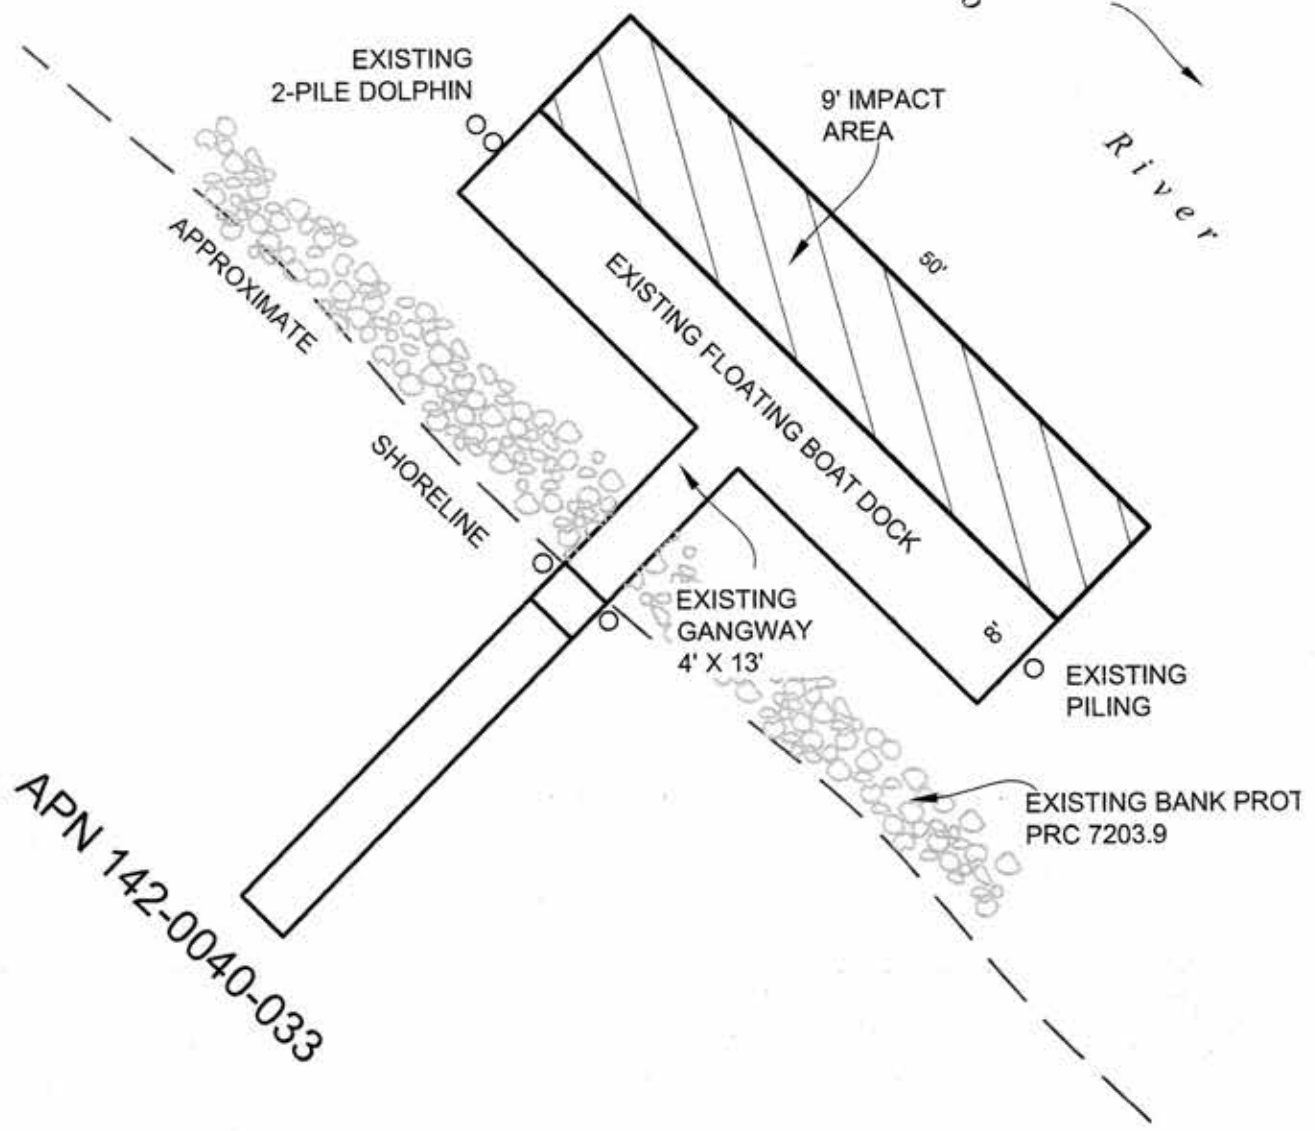 River
EXISTING
2-PILE DOLPHIN
9' IMPACT
AREA
50'
APPROXIMATE
SHORELINE
EXISTING FLOATING BOAT DOCK
8'
EXISTING
GANGWAY
4' X 13'
EXISTING
PILING
EXISTING BANK PROT
PRC 7203.9
APN 142-0040-033